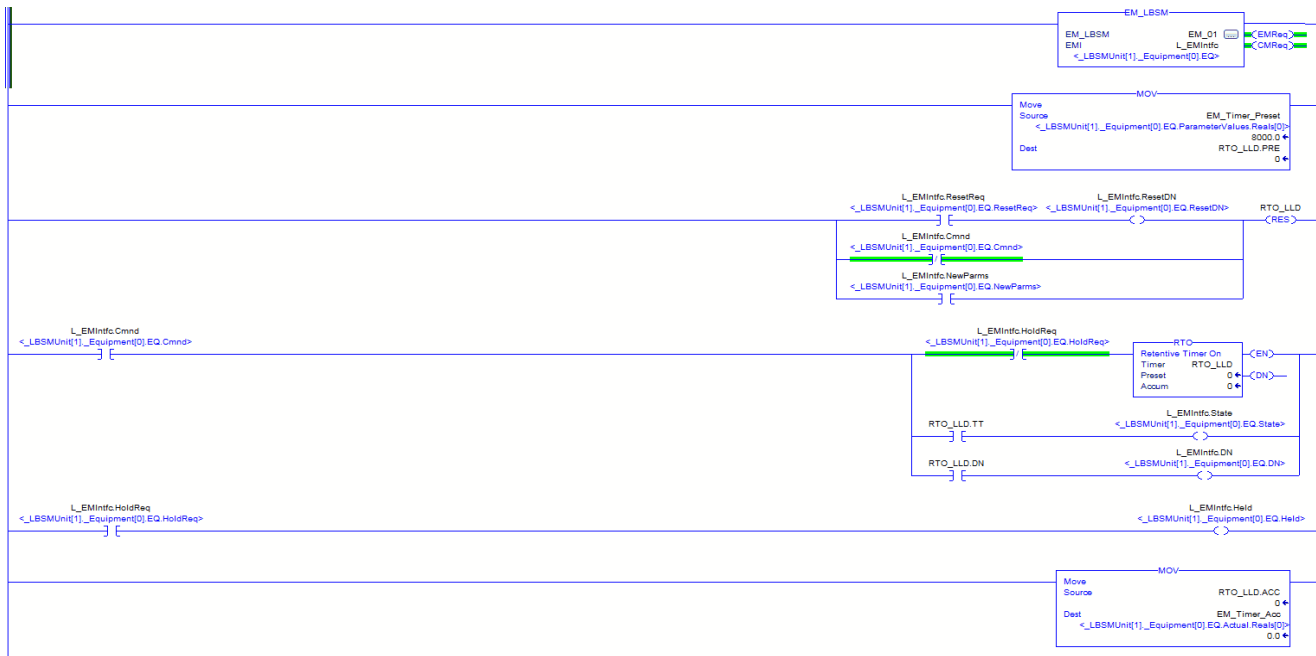 EM_LBSM
EM_LBSM EM_01 ... EMReq
EMI L_EMIntfc CMReq
<_LBSMUnit[1]._Equipment[0].EQ>
MOV
Move
Source EM_Timer_Preset
<_LBSMUnit[1]._Equipment[0].EQ.ParameterValues.Reals[0]>
8000.0
Dest RTO_LLD.PRE
0
L_EMIntfc.ResetReq L_EMIntfc.ResetDN
<_LBSMUnit[1]._Equipment[0].EQ.ResetReq> <_LBSMUnit[1]._Equipment[0].EQ.ResetDN> RTO_LLD
RES
L_EMIntfc.Cmnd
<_LBSMUnit[1]._Equipment[0].EQ.Cmnd>
L_EMIntfc.NewParms
<_LBSMUnit[1]._Equipment[0].EQ.NewParms>
L_EMIntfc.Cmnd L_EMIntfc.HoldReq
<_LBSMUnit[1]._Equipment[0].EQ.Cmnd> <_LBSMUnit[1]._Equipment[0].EQ.HoldReq>
RTO
Retentive Timer On EN
Timer RTO_LLD
Preset 0 DN
Accum 0
L_EMIntfc.State
RTO_LLD.TT <_LBSMUnit[1]._Equipment[0].EQ.State>
L_EMIntfc.DN
RTO_LLD.DN <_LBSMUnit[1]._Equipment[0].EQ.DN>
L_EMIntfc.HoldReq L_EMIntfc.Held
<_LBSMUnit[1]._Equipment[0].EQ.HoldReq> <_LBSMUnit[1]._Equipment[0].EQ.Held>
MOV
Move
Source RTO_LLD.ACC
0
Dest EM_Timer_Acc
<_LBSMUnit[1]._Equipment[0].EQ.Actual.Reals[0]>
0.0